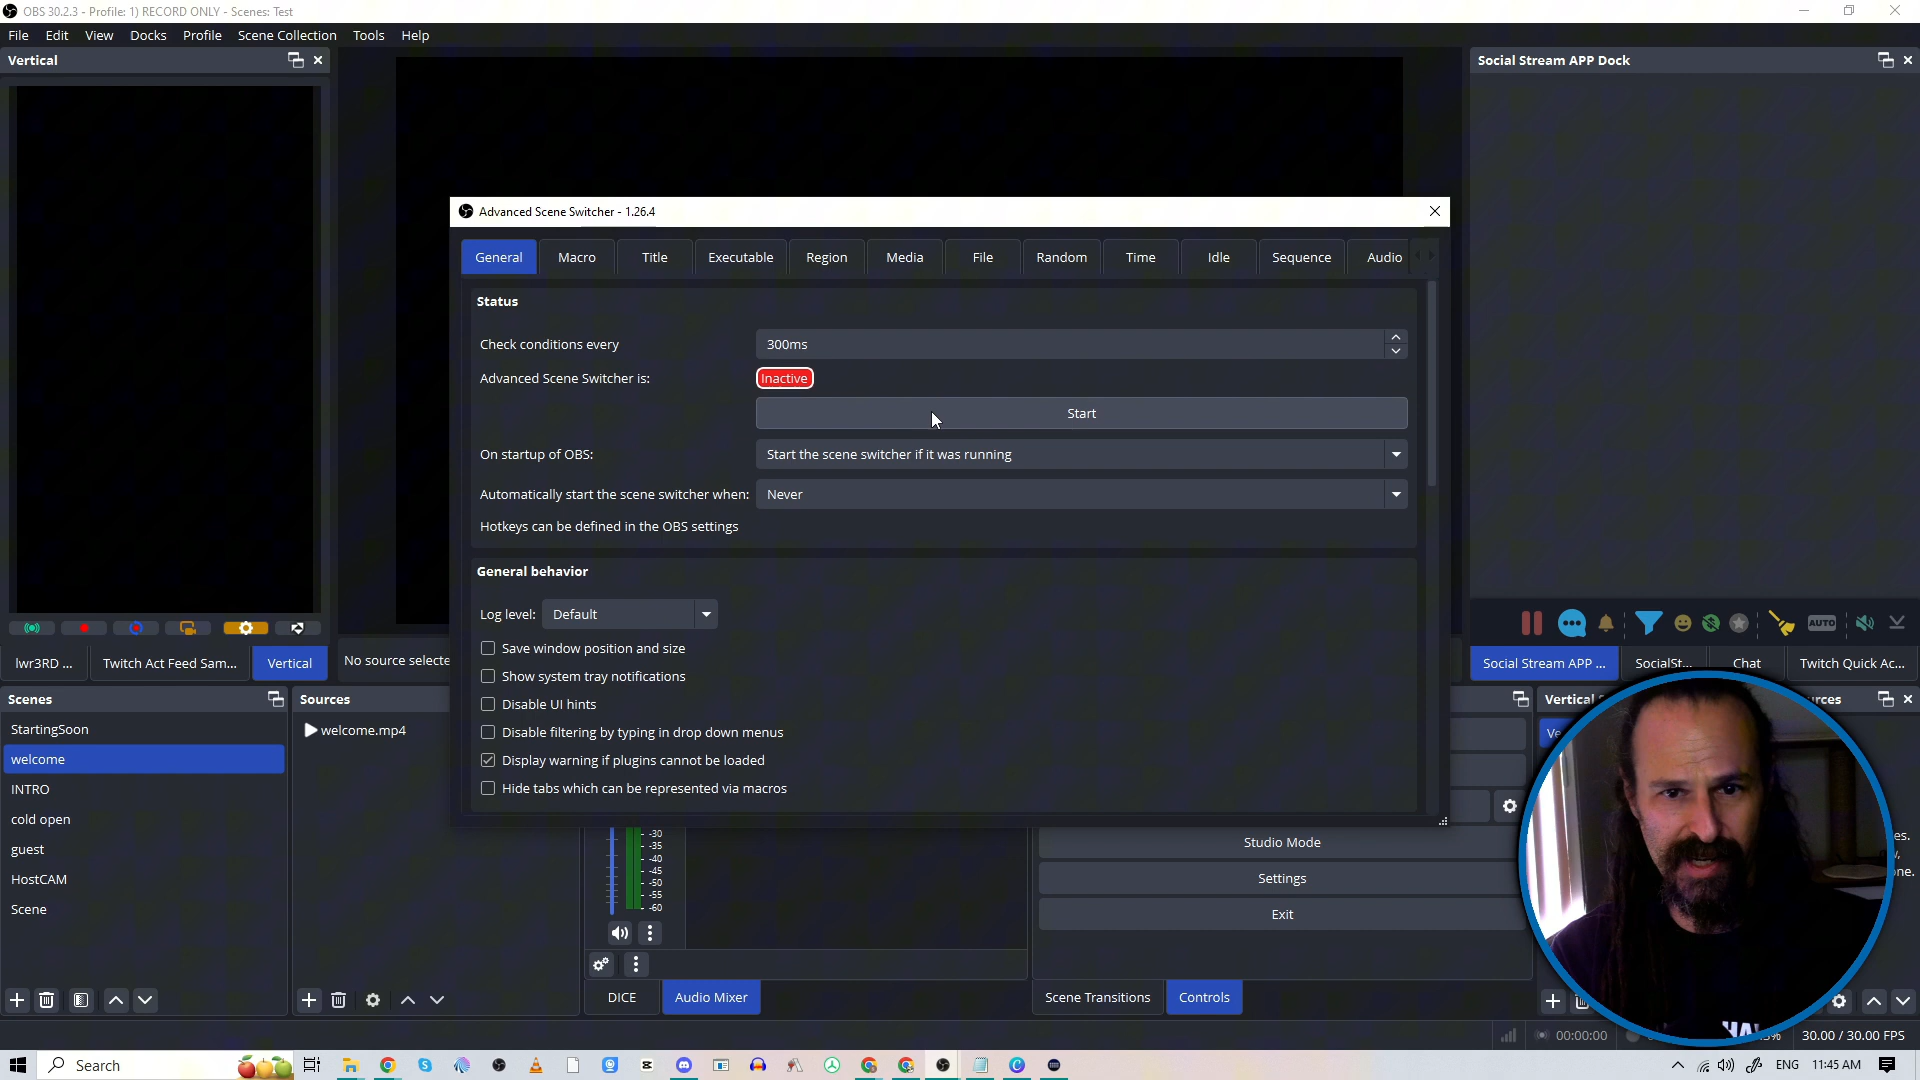 OBS 30.2.3 - Profile: 1) RECORD ONLY - Scenes: Test
File Edit View Docks Profile Scene Collection Tools Help
Vertical
Social Stream APP Dock
Advanced Scene Switcher - 1.26.4
General Macro Title Executable Region Media File Random Time Idle Sequence Audio
Status
Check conditions every 300ms
Advanced Scene Switcher is: Inactive
Start
On startup of OBS: Start the scene switcher if it was running
Automatically start the scene switcher when: Never
Hotkeys can be defined in the OBS settings
General behavior
Log level: Default
Save window position and size
Show system tray notifications
Disable UI hints
Disable filtering by typing in drop down menus
Display warning if plugins cannot be loaded
Hide tabs which can be represented via macros
AUTO
lwr3RD ... Twitch Act Feed Sam... Vertical No source selecte
Social Stream APP ... SocialSt... Chat Twitch Quick Ac...
Scenes
StartingSoon
welcome
INTRO
cold open
guest
HostCAM
Scene
Sources
welcome.mp4
-30
-35
-40
-45
-50
-55
-60
DICE Audio Mixer
Studio Mode
Settings
Exit
Scene Transitions Controls
Vertical
00:00:00
30.00 / 30.00 FPS
Search
ENG 11:45 AM